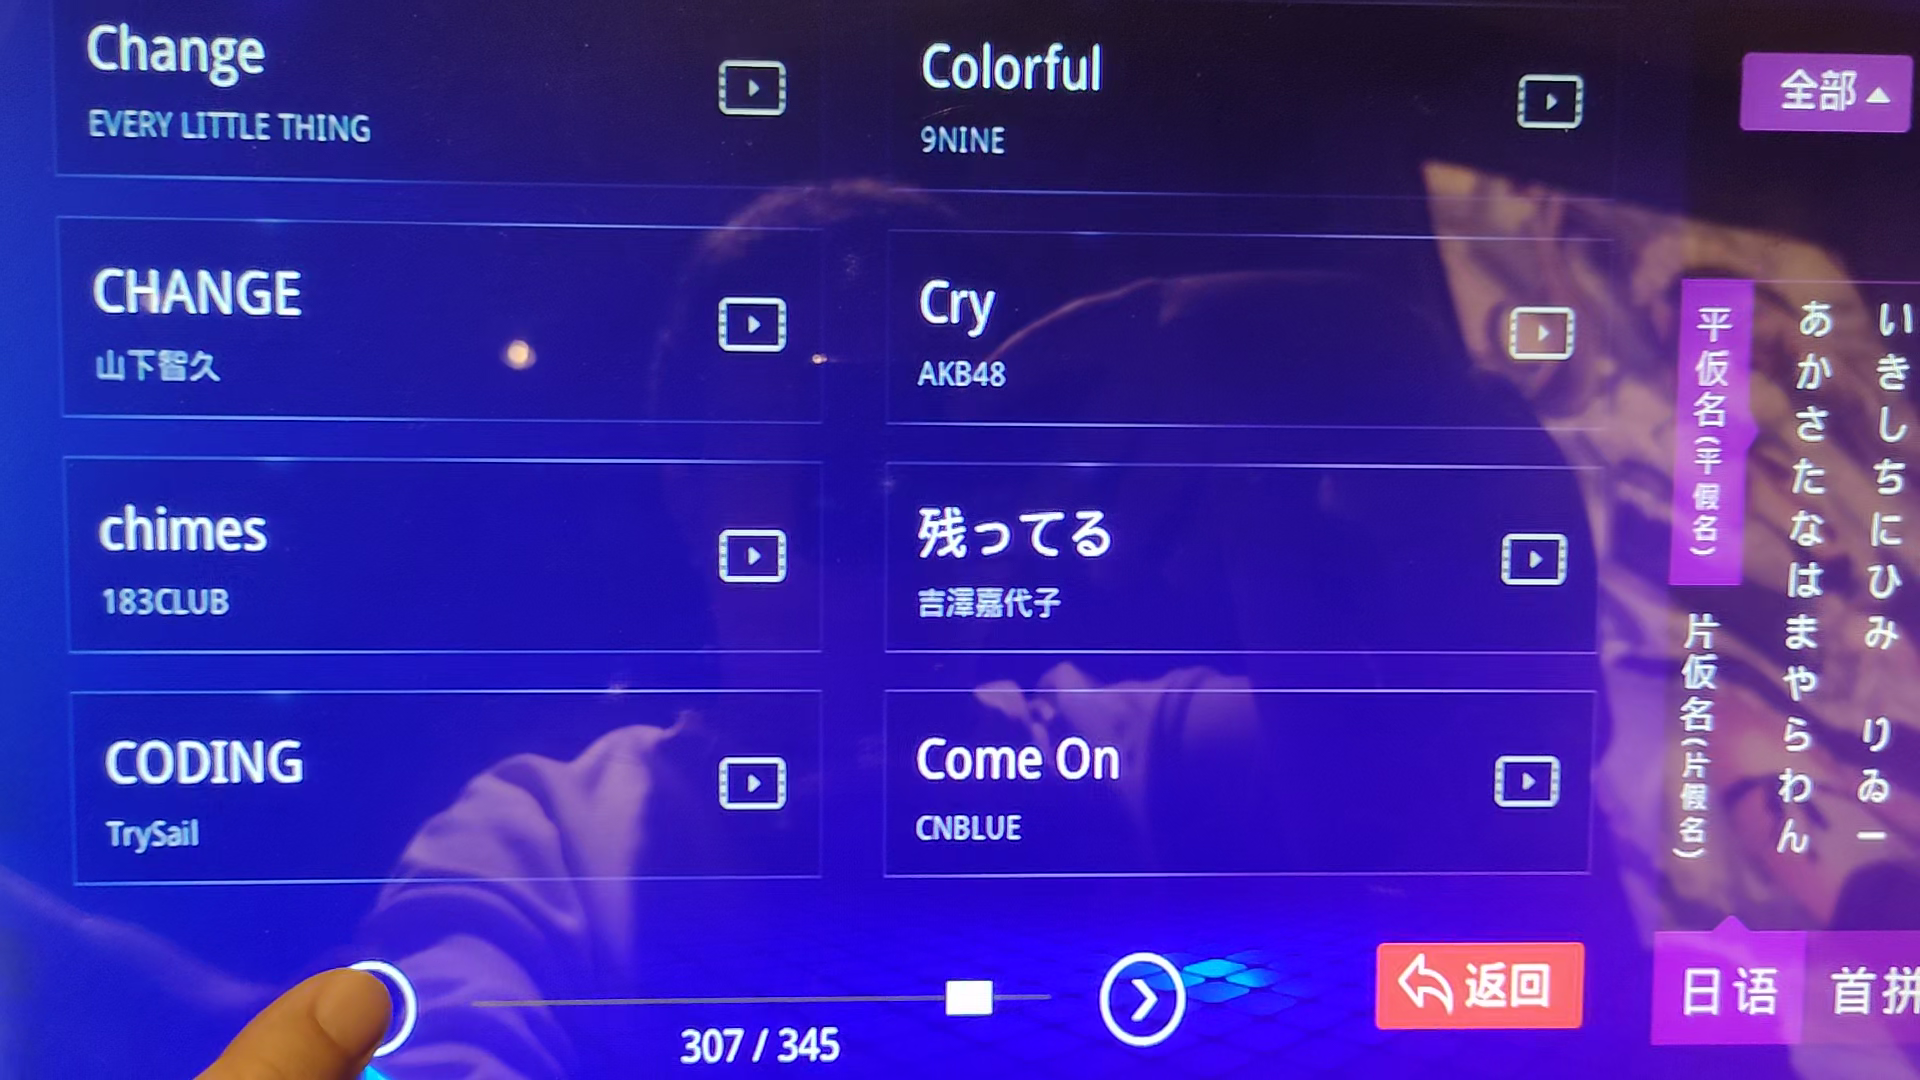 Change
EVERY LITTLE THING
Colorful
9NINE
全部
CHANGE
山下智久
Cry
AKB48
chimes
183CLUB
残ってる
吉澤嘉代子
CODING
TrySail
Come On
CNBLUE
平仮名(平假名)
片仮名(片假名)
あかさたなはまやらわん
いきしちにひみ りゐー
307 / 345
返回
日语
首拼